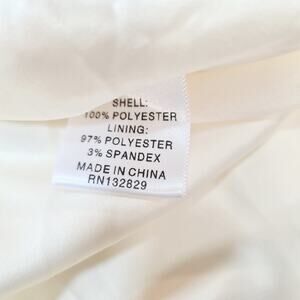 SHELL:
100% POLYESTER
LINING:
97% POLYESTER
3% SPANDEX
MADE IN CHINA
RN132829